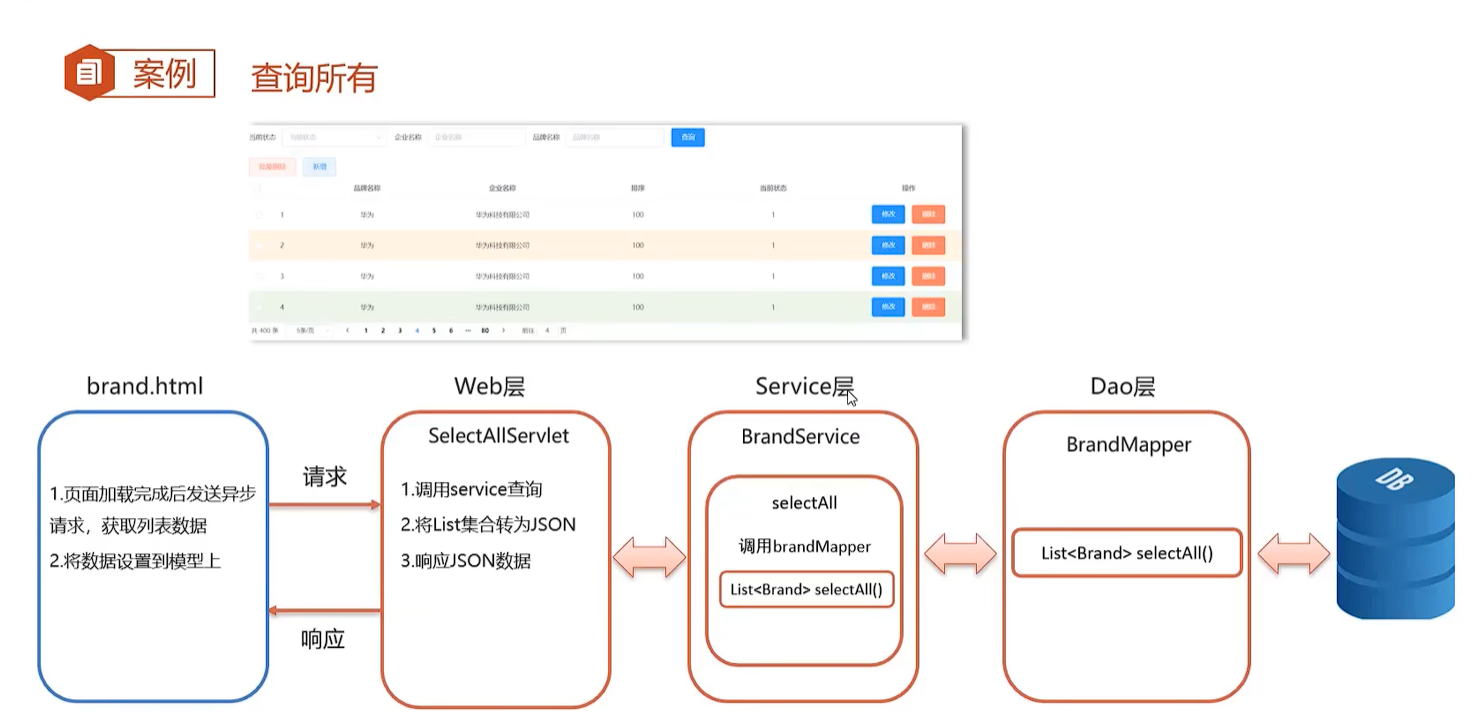 案例
查询所有
当前状态 当前状态 企业名称 企业名称 品牌名称 品牌名称 查询
批量删除 新增
品牌名称 企业名称 排序 当前状态 操作
1 华为 华为科技有限公司 100 1 修改 删除
2 华为 华为科技有限公司 100 1 修改 删除
3 华为 华为科技有限公司 100 1 修改 删除
4 华为 华为科技有限公司 100 1 修改 删除
共 400 条 5条/页 < 1 2 3 4 5 6 ··· 80 > 前往 4 页
brand.html
1.页面加载完成后发送异步
请求，获取列表数据
2.将数据设置到模型上
请求
响应
Web层
SelectAllServlet
1.调用service查询
2.将List集合转为JSON
3.响应JSON数据
Service层
BrandService
selectAll
调用brandMapper
List<Brand> selectAll()
Dao层
BrandMapper
List<Brand> selectAll()
DB